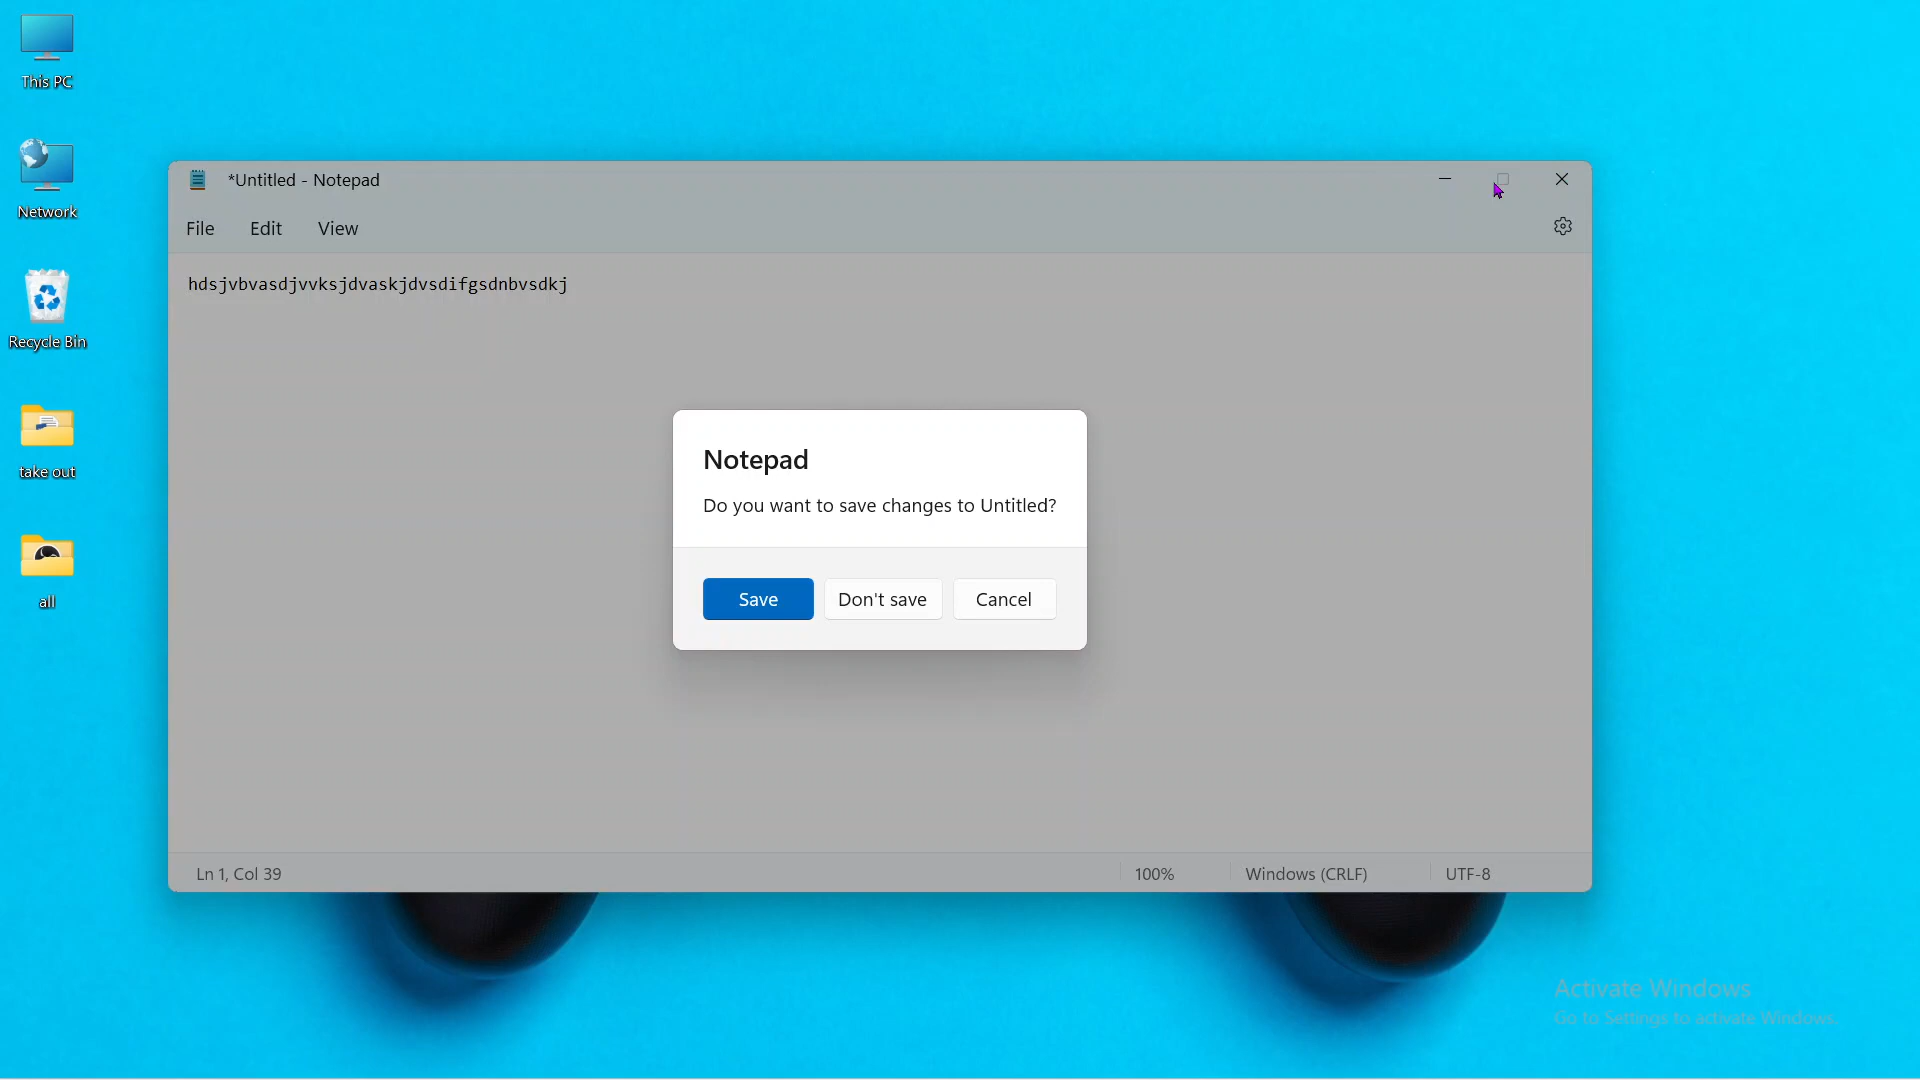 This PC
Network
Recycle Bin
take out
all
*Untitled - Notepad
File Edit View
hdsjvbvasdjvvksjdvaskjdvsdifgsdnbvsdkj
Notepad
Do you want to save changes to Untitled?
Save Don't save Cancel
Ln 1, Col 39 100% Windows (CRLF) UTF-8
Activate Windows
Go to Settings to activate Windows.